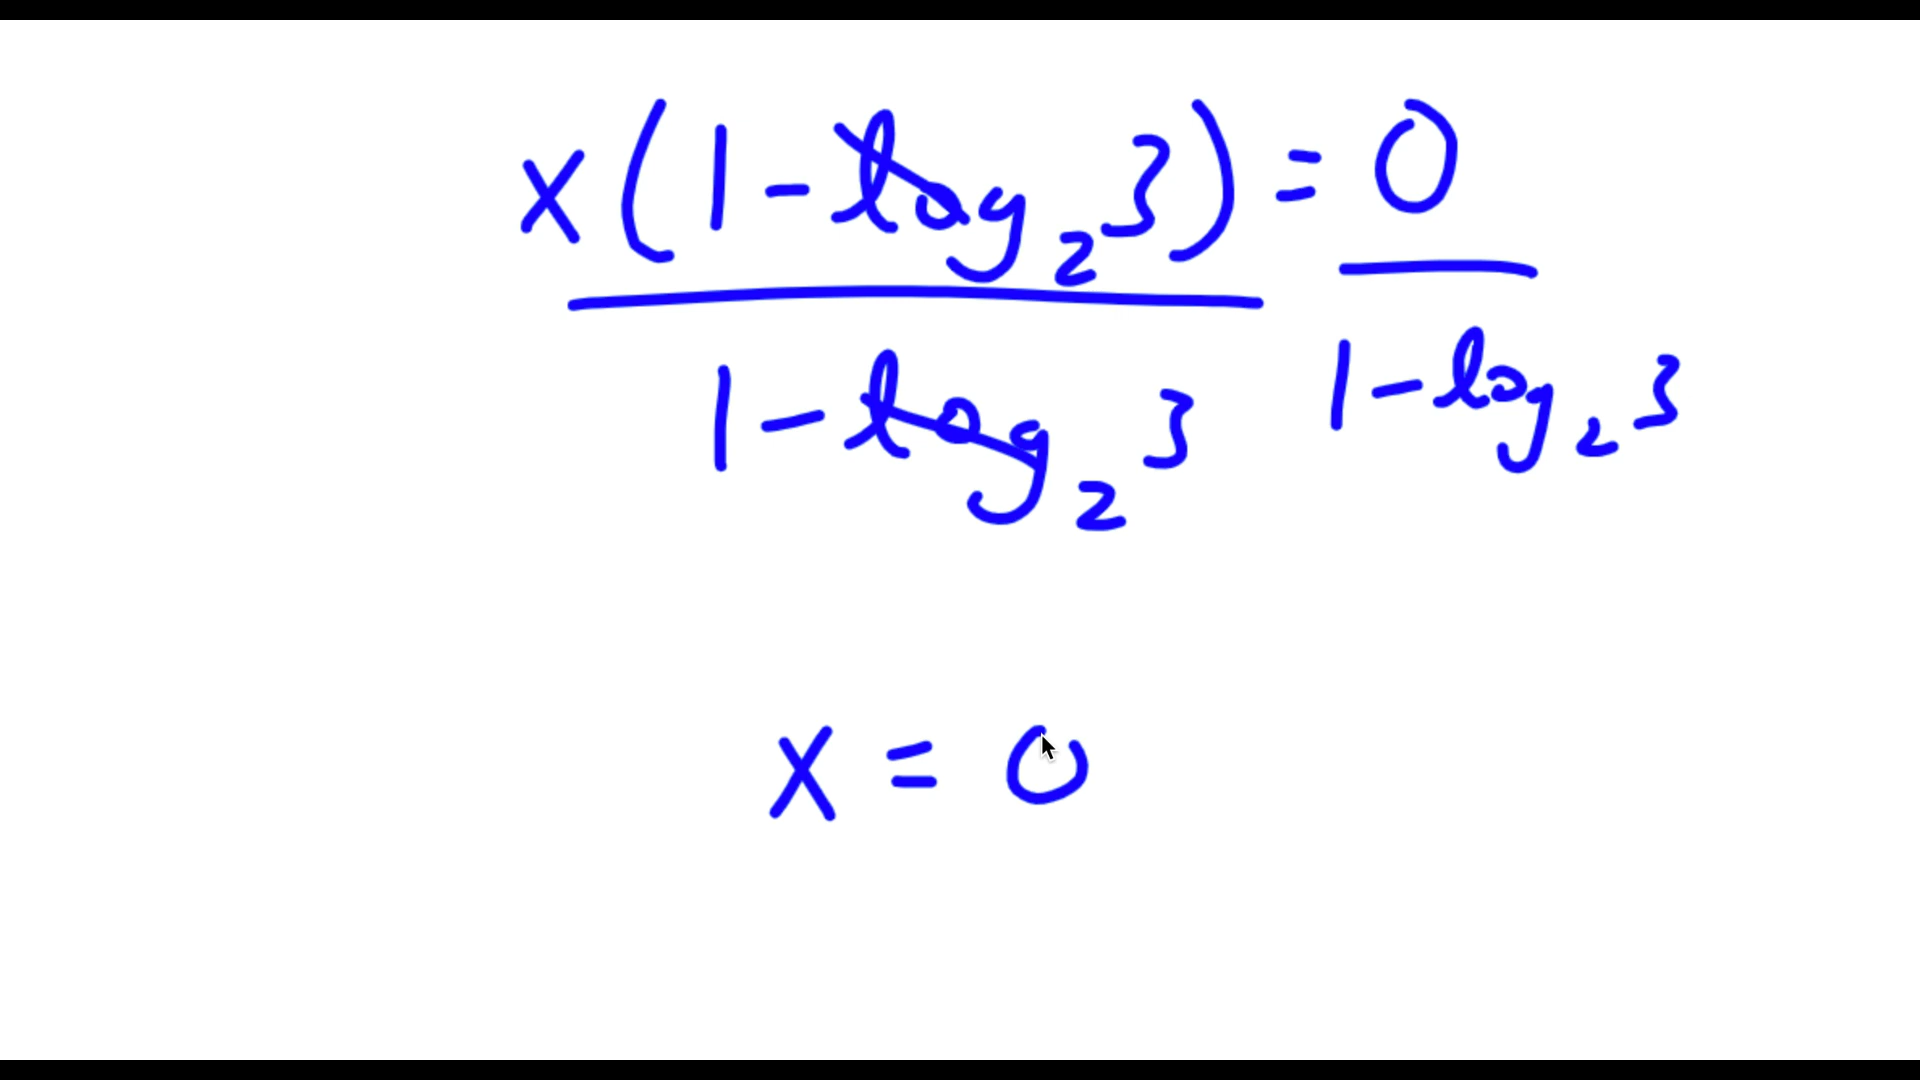 x(1-log₂3) = 0
1-log₂3 1-log₂3
x = 0